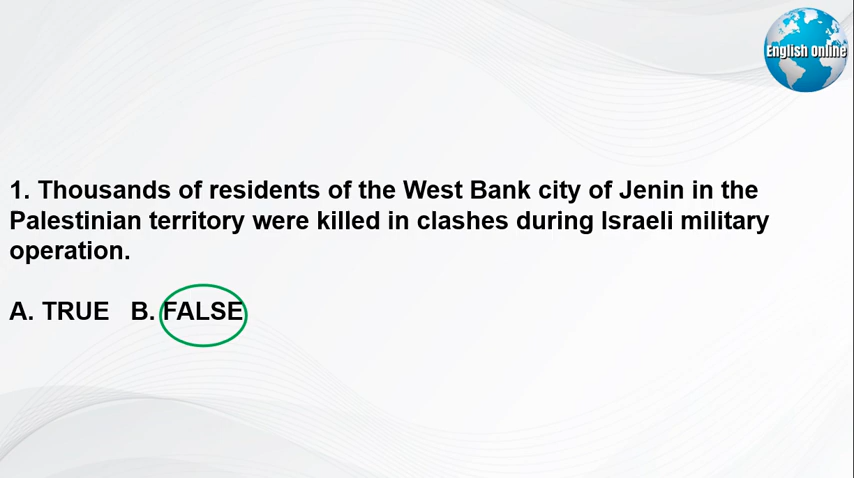 English Online
1. Thousands of residents of the West Bank city of Jenin in the
Palestinian territory were killed in clashes during Israeli military
operation.
A. TRUE B. FALSE